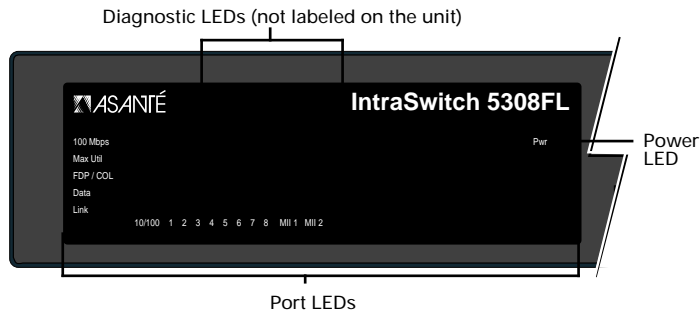 Diagnostic LEDs (not labeled on the unit)
ASANTÉ
IntraSwitch 5308FL
100 Mbps
Pwr
Power
LED
Max Util
FDP / COL
Data
Link
10/100 1 2 3 4 5 6 7 8 MII 1 MII 2
Port LEDs